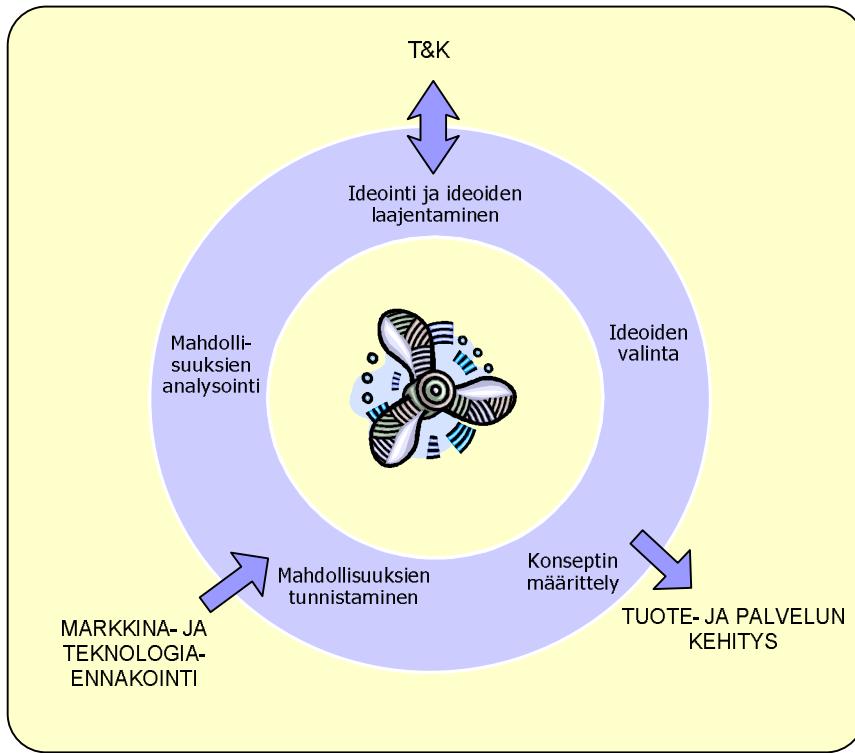 T&K
Ideointi ja ideoiden
laajentaminen
Mahdolli-
suuksien
analysointi
Ideoiden
valinta
Mahdollisuuksien
tunnistaminen
Konseptin
määrittely
MARKKINA- JA
TEKNOLOGIA-
ENNAKOINTI
TUOTE- JA PALVELUN
KEHITYS